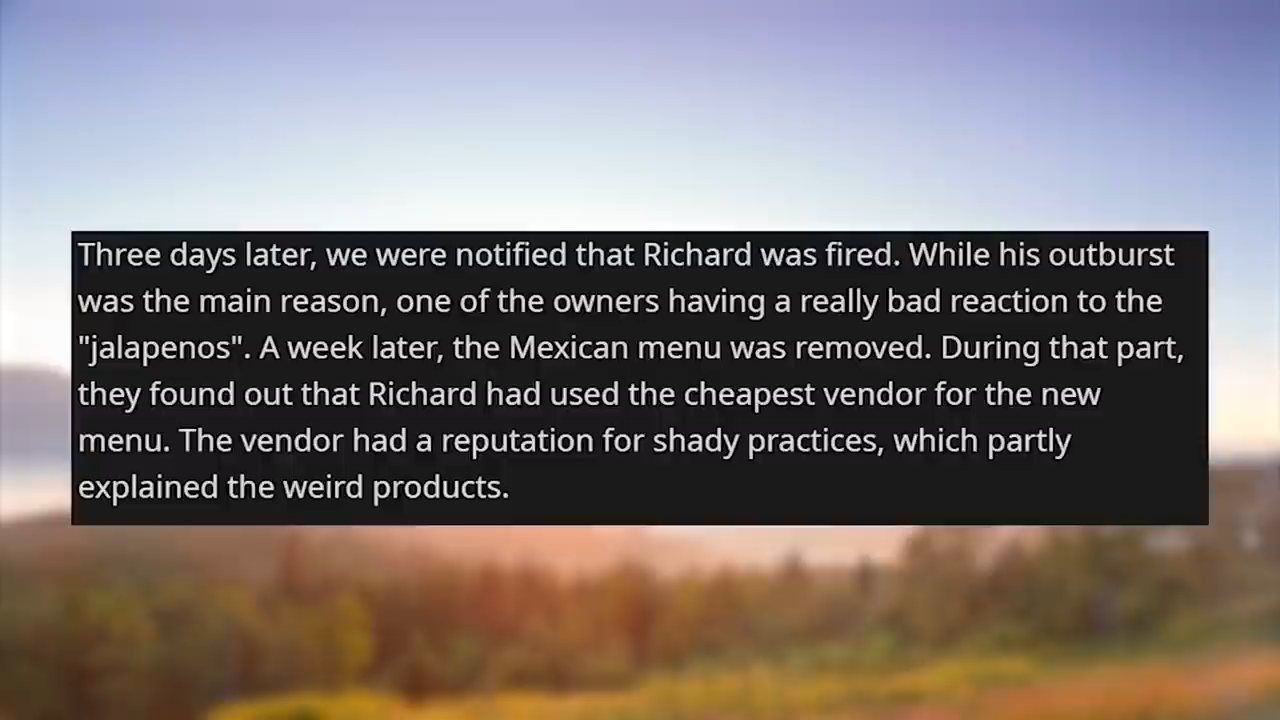 Three days later, we were notified that Richard was fired. While his outburst
was the main reason, one of the owners having a really bad reaction to the
"jalapenos". A week later, the Mexican menu was removed. During that part,
they found out that Richard had used the cheapest vendor for the new
menu. The vendor had a reputation for shady practices, which partly
explained the weird products.